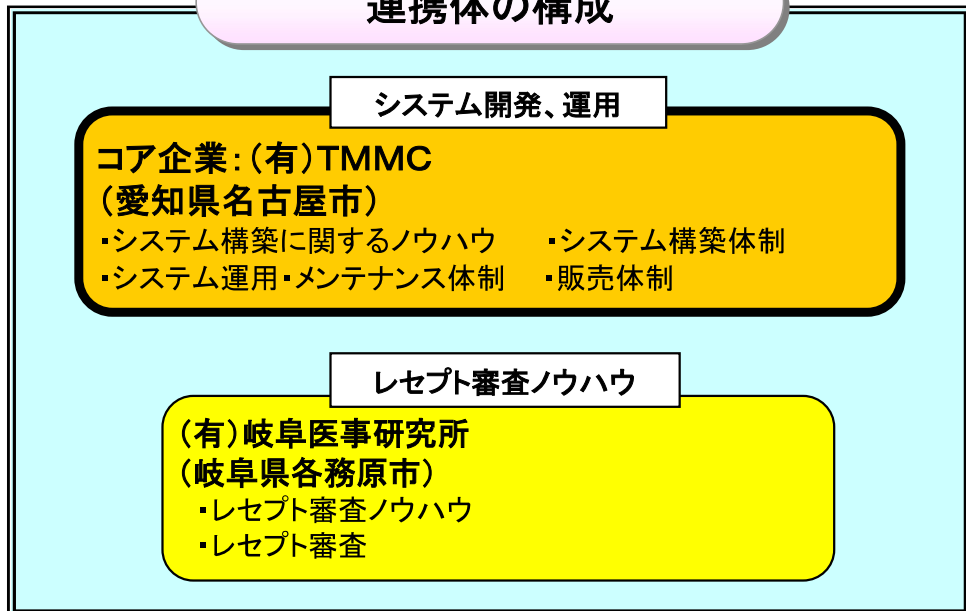 連携体の構成
システム開発、運用
コア企業：（有）TMMC
（愛知県名古屋市）
・システム構築に関するノウハウ　・システム構築体制
・システム運用・メンテナンス体制　・販売体制
レセプト審査ノウハウ
（有）岐阜医事研究所
（岐阜県各務原市）
・レセプト審査ノウハウ
・レセプト審査